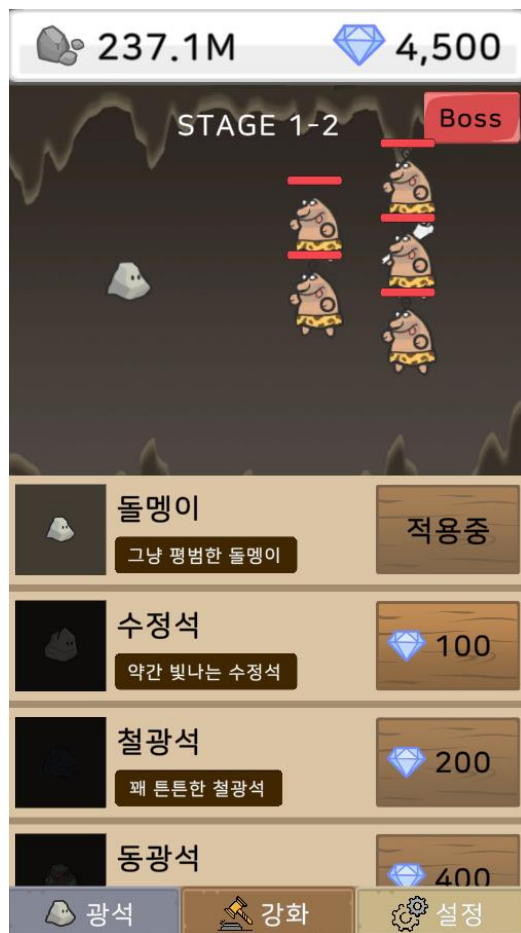 237.1M 4,500
STAGE 1-2 Boss
돌멩이
그냥 평범한 돌멩이
적용중
수정석
약간 빛나는 수정석
100
철광석
꽤 튼튼한 철광석
200
동광석
400
광석 강화 설정